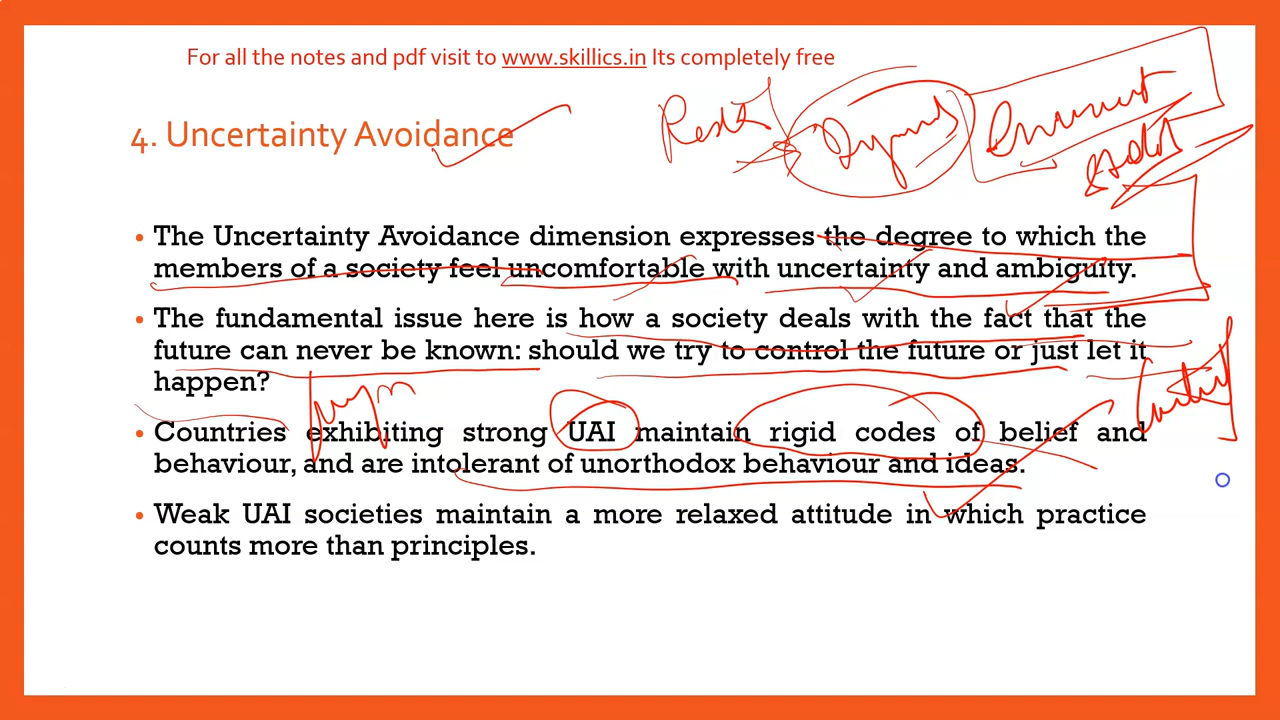 For all the notes and pdf visit to www.skillics.in Its completely free
4. Uncertainty Avoidance
• The Uncertainty Avoidance dimension expresses the degree to which the
members of a society feel uncomfortable with uncertainty and ambiguity.
• The fundamental issue here is how a society deals with the fact that the
future can never be known: should we try to control the future or just let it
happen?
• Countries exhibiting strong UAI maintain rigid codes of belief and
behaviour, and are intolerant of unorthodox behaviour and ideas.
• Weak UAI societies maintain a more relaxed attitude in which practice
counts more than principles.